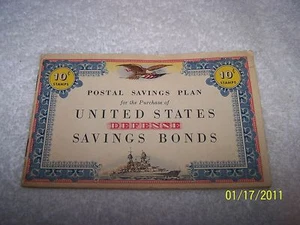 10¢ 10¢
STAMPS STAMPS
POSTAL SAVINGS PLAN
for the Purchase of
UNITED STATES
DEFENSE
SAVINGS BONDS
01/17/2011